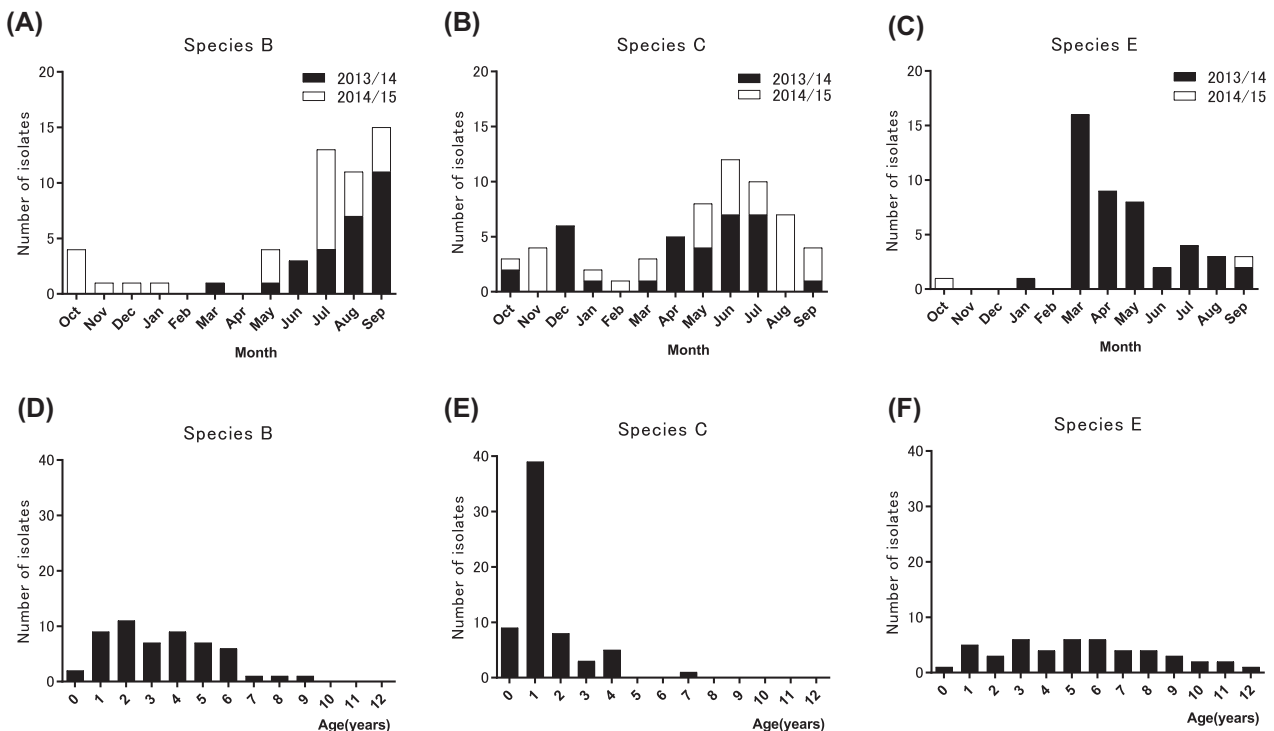 (A)
Species B
2013/14
2014/15
Number of isolates
20
15
10
5
0
Oct Nov Dec Jan Feb Mar Apr May Jun Jul Aug Sep
Month
(B)
Species C
2013/14
2014/15
Number of isolates
20
15
10
5
0
Oct Nov Dec Jan Feb Mar Apr May Jun Jul Aug Sep
Month
(C)
Species E
2013/14
2014/15
Number of isolates
20
15
10
5
0
Oct Nov Dec Jan Feb Mar Apr May Jun Jul Aug Sep
Month
(D)
Species B
Number of isolates
40
30
20
10
0
0 1 2 3 4 5 6 7 8 9 10 11 12
Age(years)
(E)
Species C
Number of isolates
40
30
20
10
0
0 1 2 3 4 5 6 7 8 9 10 11 12
Age(years)
(F)
Species E
Number of isolates
40
30
20
10
0
0 1 2 3 4 5 6 7 8 9 10 11 12
Age(years)